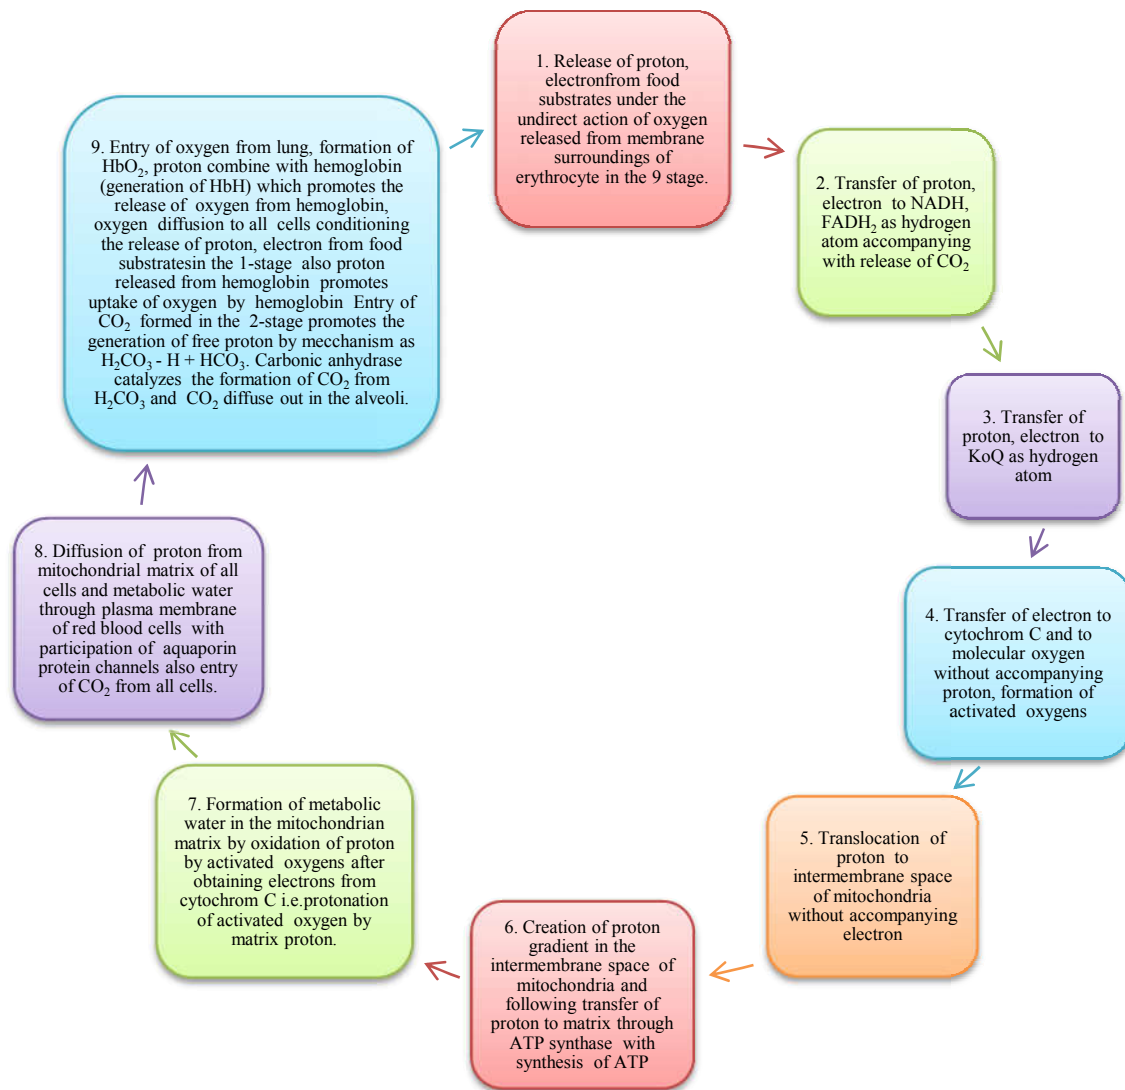 1. Release of proton,
electronfrom food
substrates under the
undirect action of oxygen
released from membrane
surroundings of
erythrocyte in the 9 stage.
2. Transfer of proton,
electron to NADH,
FADH₂ as hydrogen
atom accompanying
with release of CO₂
3. Transfer of
proton, electron to
KoQ as hydrogen
atom
4. Transfer of electron to
cytochrom C and to
molecular oxygen
without accompanying
proton, formation of
activated oxygens
5. Translocation of
proton to
intermembrane space
of mitochondria
without accompanying
electron
6. Creation of proton
gradient in the
intermembrane space of
mitochondria and
following transfer of
proton to matrix through
ATP synthase with
synthesis of ATP
7. Formation of metabolic
water in the mitochondrian
matrix by oxidation of proton
by activated oxygens after
obtaining electrons from
cytochrom C i.e.protonation
of activated oxygen by
matrix proton.
8. Diffusion of proton from
mitochondrial matrix of all
cells and metabolic water
through plasma membrane
of red blood cells with
participation of aquaporin
protein channels also entry
of CO₂ from all cells.
9. Entry of oxygen from lung, formation of
HbO₂, proton combine with hemoglobin
(generation of HbH) which promotes the
release of oxygen from hemoglobin,
oxygen diffusion to all cells conditioning
the release of proton, electron from food
substratesin the 1-stage also proton
released from hemoglobin promotes
uptake of oxygen by hemoglobin Entry of
CO₂ formed in the 2-stage promotes the
generation of free proton by mecchanism as
H₂CO₃ - H + HCO₃. Carbonic anhydrase
catalyzes the formation of CO₂ from
H₂CO₃ and CO₂ diffuse out in the alveoli.